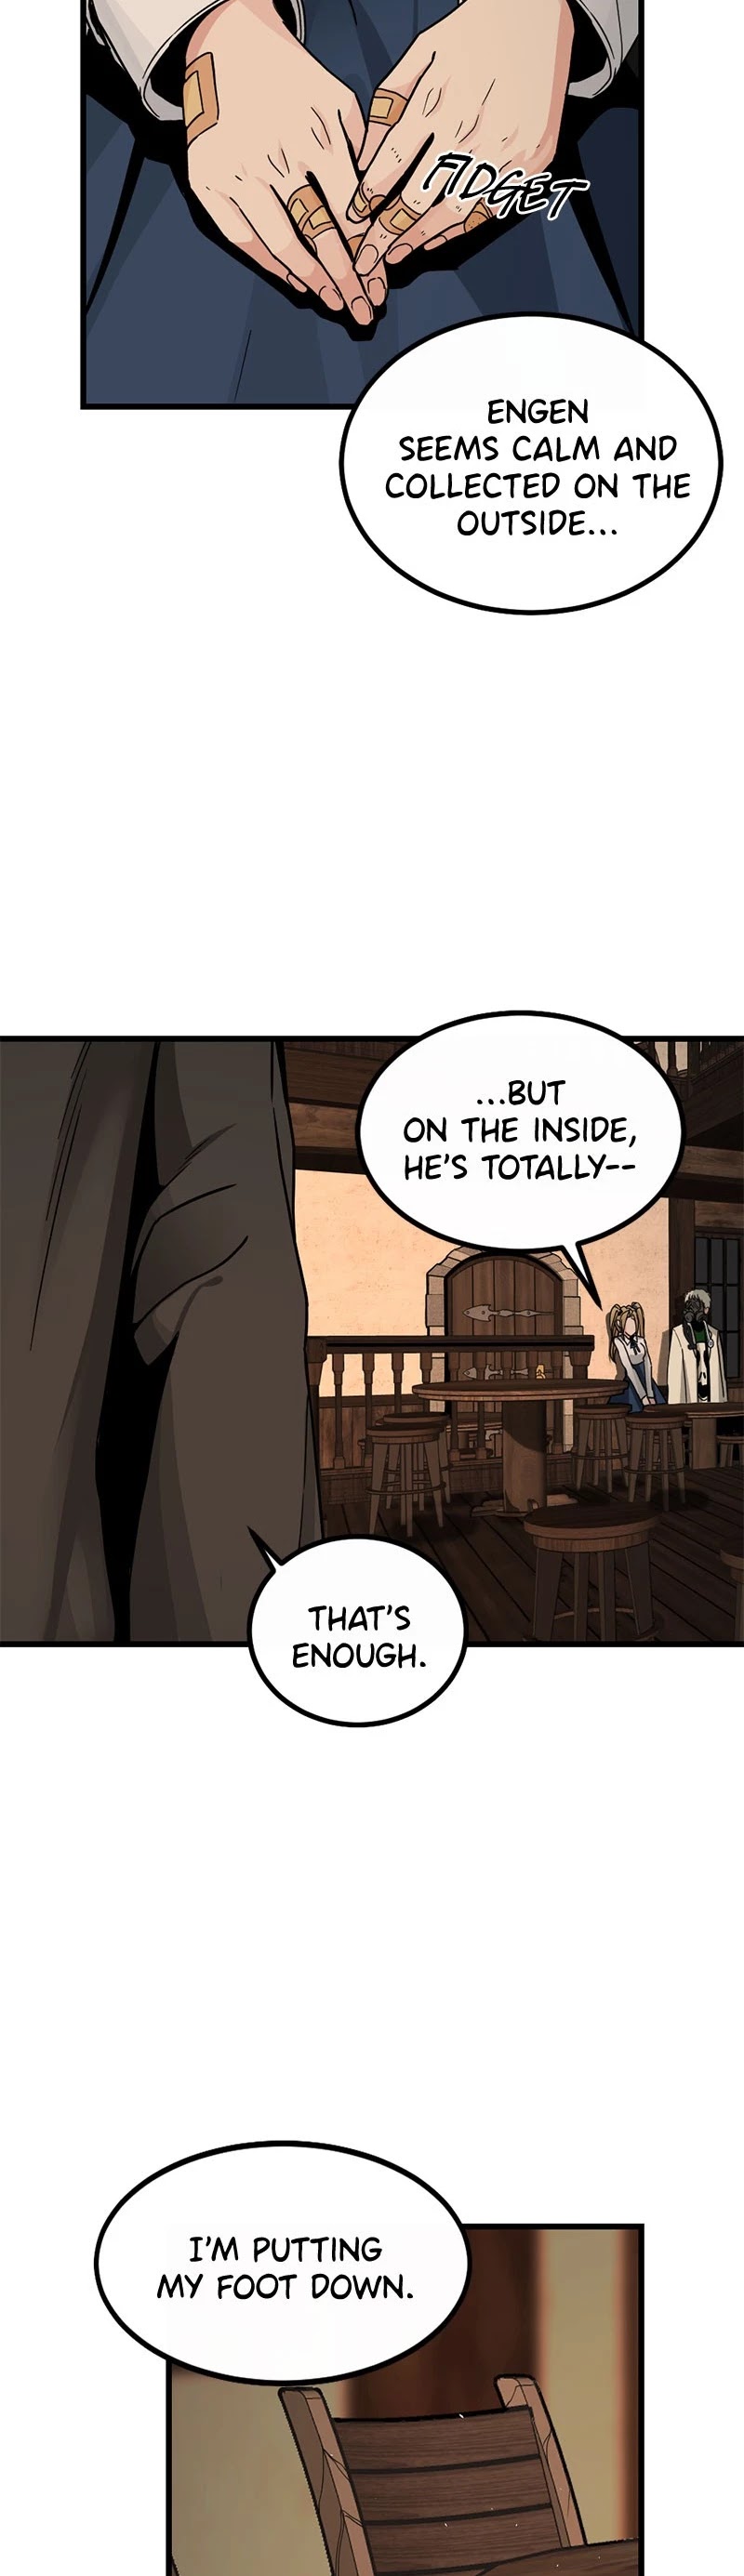 FIDGET
ENGEN
SEEMS CALM AND
COLLECTED ON THE
OUTSIDE...
...BUT
ON THE INSIDE,
HE'S TOTALLY--
THAT'S
ENOUGH.
I'M PUTTING
MY FOOT DOWN.